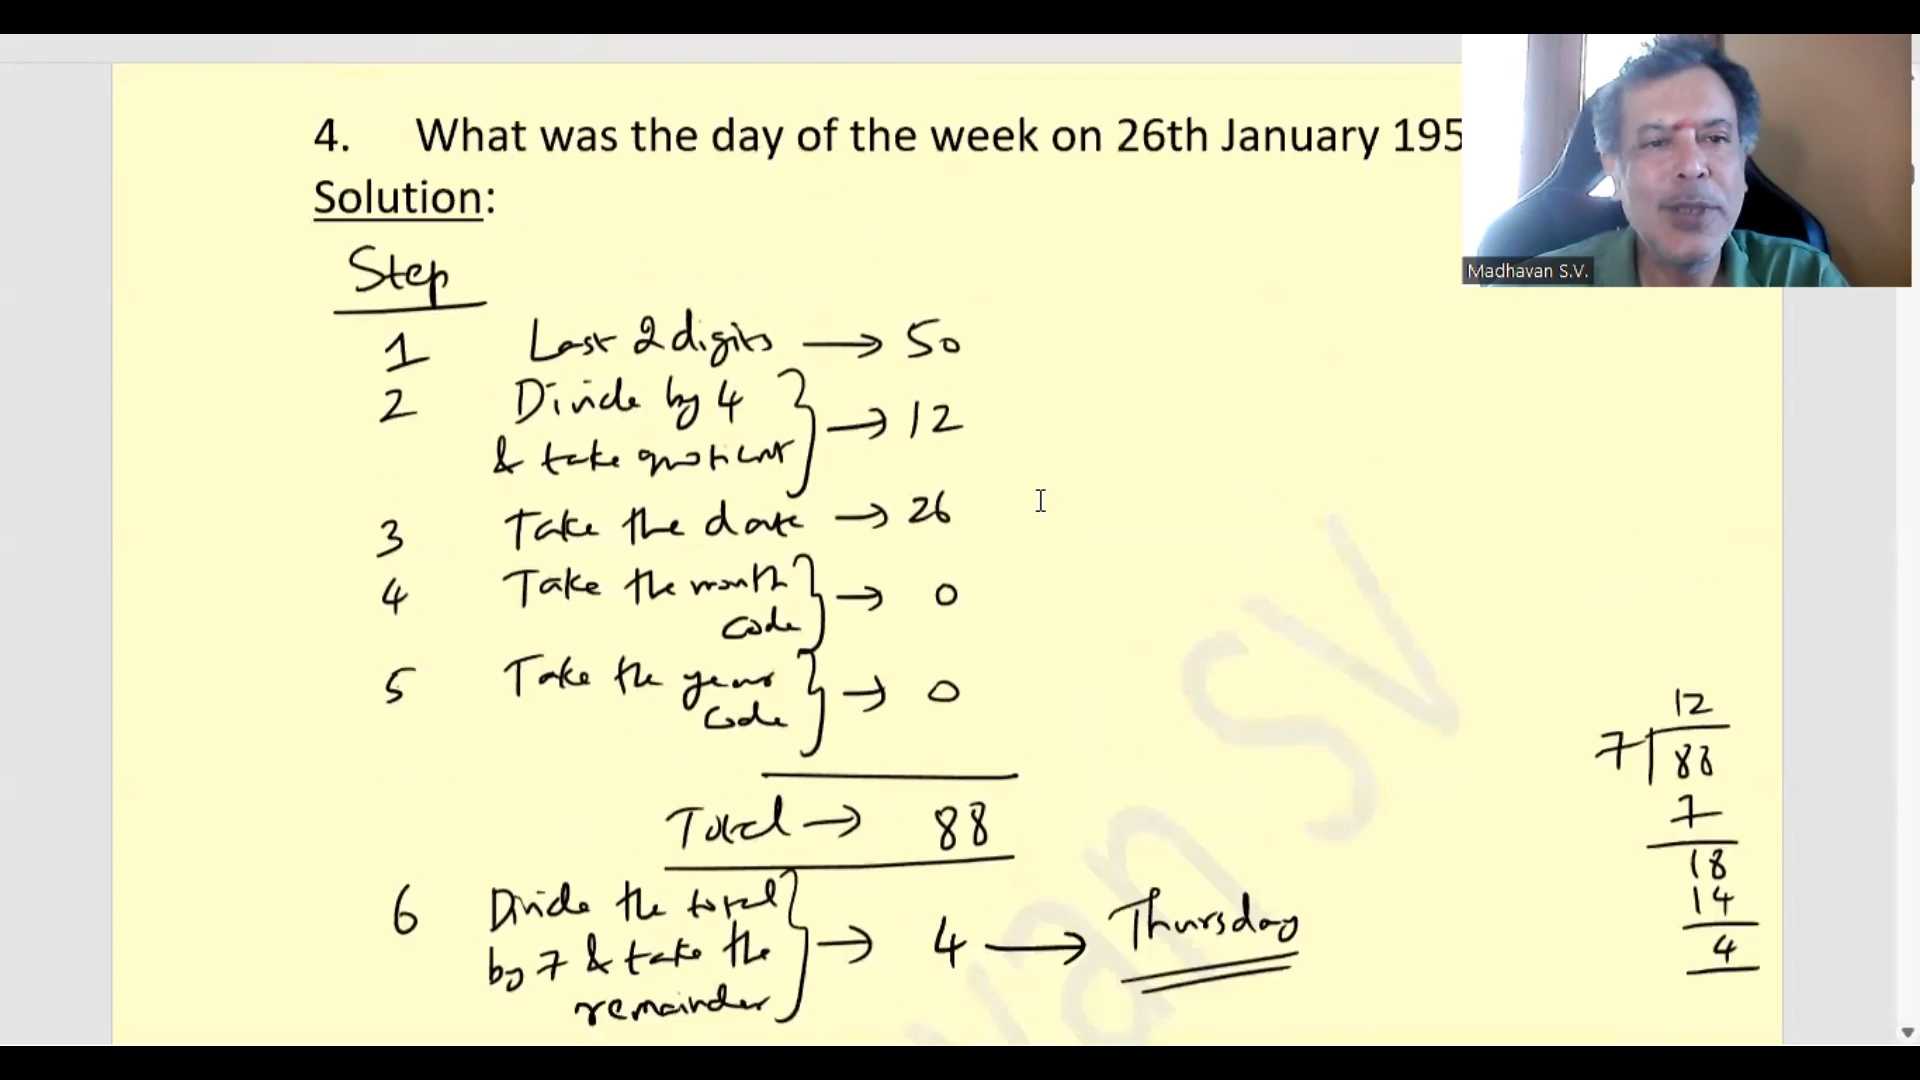 4. What was the day of the week on 26th January 195
Solution:
Step
1 Last 2 digits → 50
2 Divide by 4
& take quotient → 12
3 Take the date → 26
4 Take the month
code → 0
5 Take the year
code → 0
Total → 88
6 Divide the total
by 7 & take the
remainder → 4 → Thursday
12
7 88
7
18
14
4
Madhavan S.V.
van SV